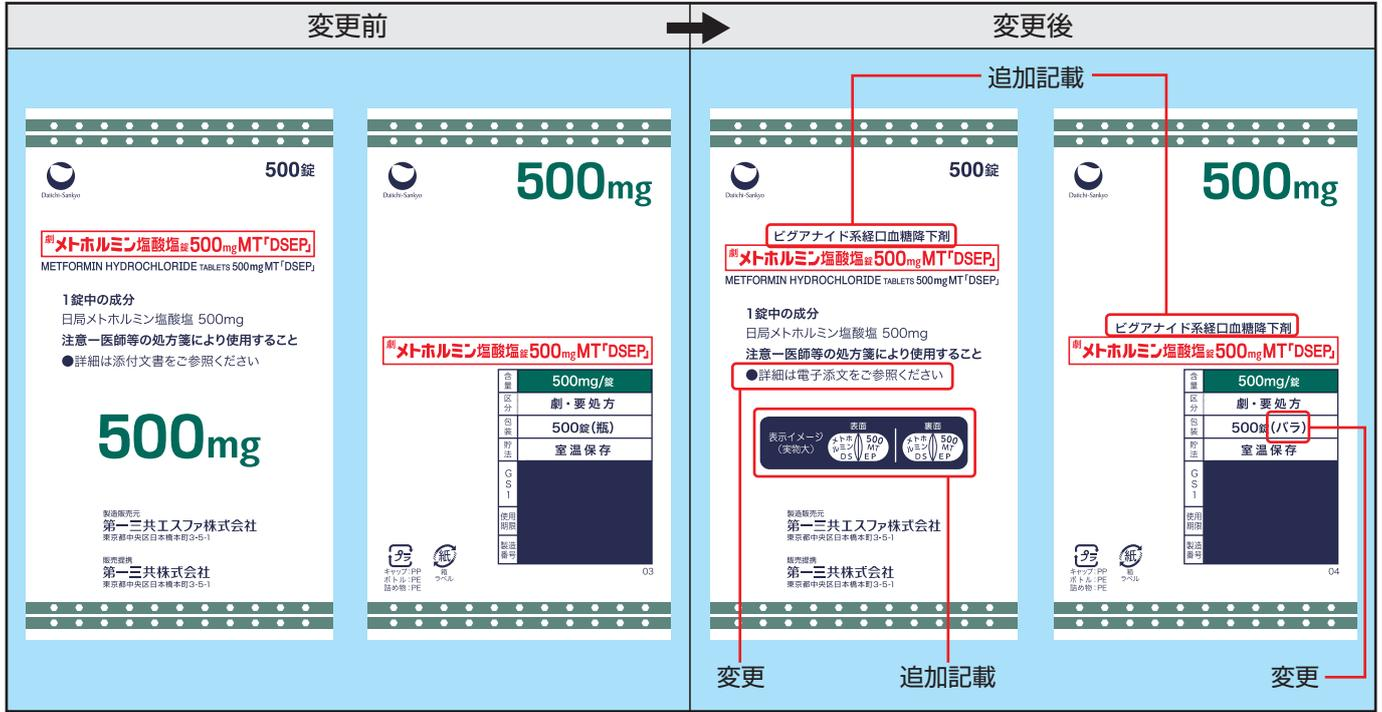 変更前
変更後
追加記載
Daiichi-Sankyo
500錠
劇メトホルミン塩酸塩錠500mgMT「DSEP」
METFORMIN HYDROCHLORIDE TABLETS 500mgMT「DSEP」
1錠中の成分
日局メトホルミン塩酸塩 500mg
注意ー医師等の処方箋により使用すること
●詳細は添付文書をご参照ください
500mg
製造販売元
第一三共エスファ株式会社
東京都中央区日本橋本町3-5-1
販売提携
第一三共株式会社
東京都中央区日本橋本町3-5-1
Daiichi-Sankyo
500mg
劇メトホルミン塩酸塩錠500mgMT「DSEP」
含量 500mg/錠
区分 劇・要処方
包装 500錠(瓶)
貯法 室温保存
GS1
使用期限
製造番号
プラ
キャップ:PP
ボトル:PE
詰め物:PE
紙
箱
ラベル
03
Daiichi-Sankyo
500錠
ビグアナイド系経口血糖降下剤
劇メトホルミン塩酸塩錠500mgMT「DSEP」
METFORMIN HYDROCHLORIDE TABLETS 500mgMT「DSEP」
1錠中の成分
日局メトホルミン塩酸塩 500mg
注意ー医師等の処方箋により使用すること
●詳細は電子添文をご参照ください
表示イメージ
(実物大)
表面
メトホルミン DS 500 MT EP
裏面
メトホルミン DS 500 MT EP
製造販売元
第一三共エスファ株式会社
東京都中央区日本橋本町3-5-1
販売提携
第一三共株式会社
東京都中央区日本橋本町3-5-1
Daiichi-Sankyo
500mg
ビグアナイド系経口血糖降下剤
劇メトホルミン塩酸塩錠500mgMT「DSEP」
含量 500mg/錠
区分 劇・要処方
包装 500錠(バラ)
貯法 室温保存
GS1
使用期限
製造番号
プラ
キャップ:PP
ボトル:PE
詰め物:PE
紙
箱
ラベル
04
変更
追加記載
変更